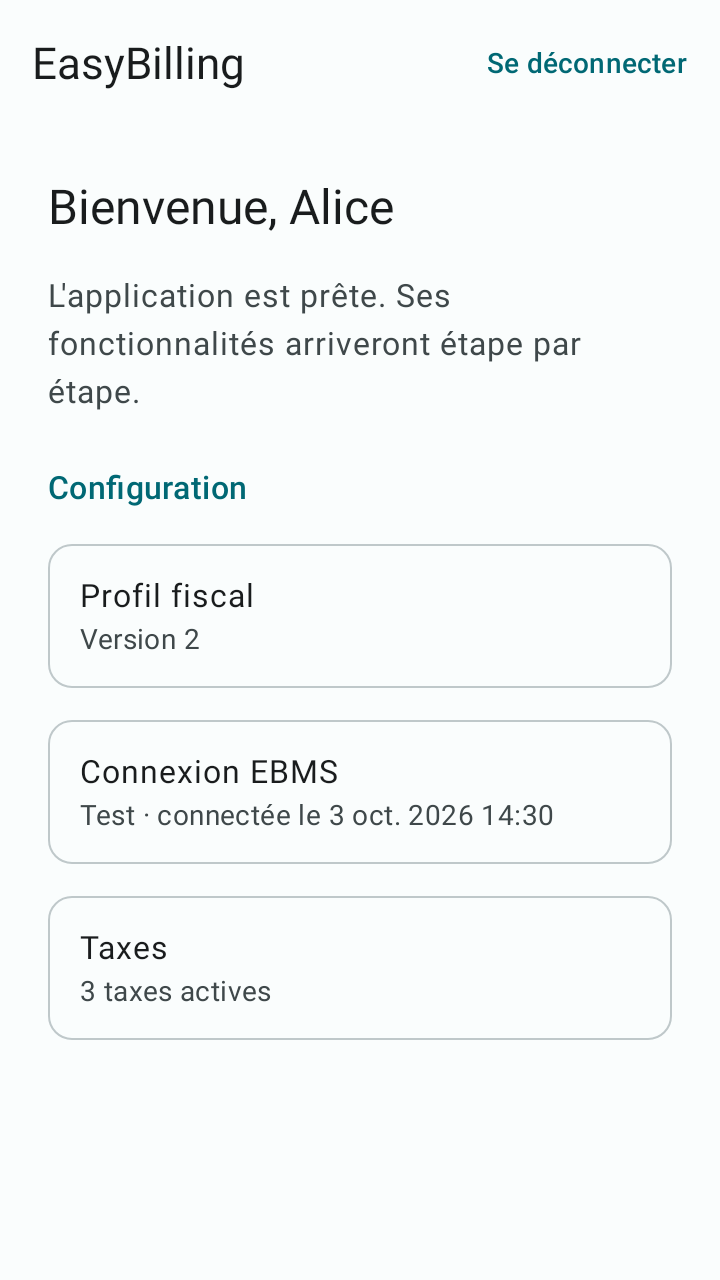 EasyBilling
Se déconnecter
Bienvenue, Alice
L'application est prête. Ses
fonctionnalités arriveront étape par
étape.
Configuration
Profil fiscal
Version 2
Connexion EBMS
Test · connectée le 3 oct. 2026 14:30
Taxes
3 taxes actives